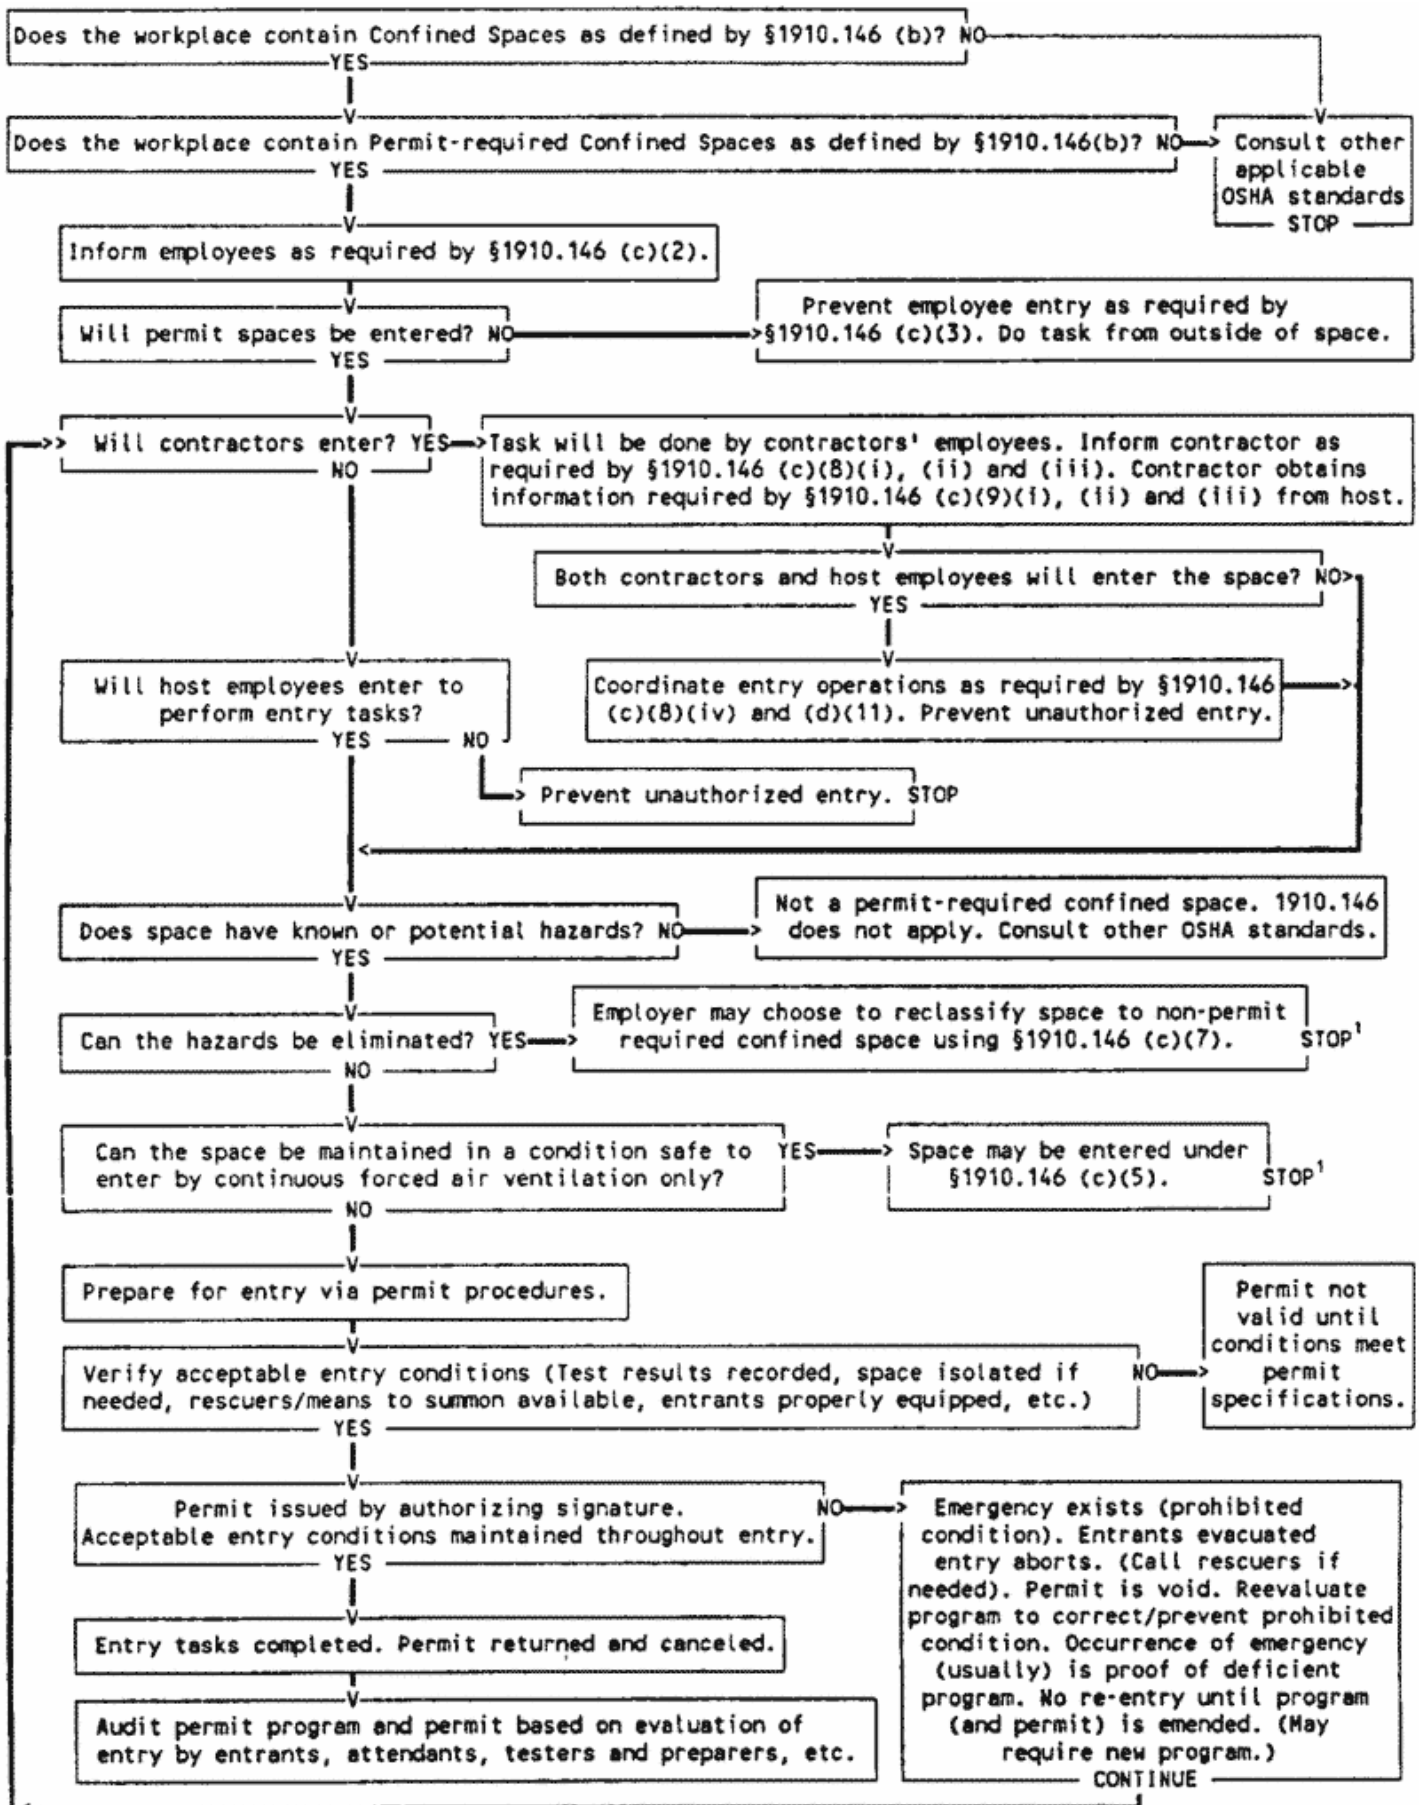 Does the workplace contain Confined Spaces as defined by §1910.146 (b)? NO
YES
Does the workplace contain Permit-required Confined Spaces as defined by §1910.146(b)? NO
YES
Consult other
applicable
OSHA standards
STOP
Inform employees as required by §1910.146 (c)(2).
Will permit spaces be entered? NO
YES
Prevent employee entry as required by
§1910.146 (c)(3). Do task from outside of space.
Will contractors enter? YES
NO
Task will be done by contractors' employees. Inform contractor as
required by §1910.146 (c)(8)(i), (ii) and (iii). Contractor obtains
information required by §1910.146 (c)(9)(i), (ii) and (iii) from host.
Both contractors and host employees will enter the space? NO
YES
Will host employees enter to
perform entry tasks?
YES NO
Coordinate entry operations as required by §1910.146
(c)(8)(iv) and (d)(11). Prevent unauthorized entry.
Prevent unauthorized entry. STOP
Does space have known or potential hazards? NO
YES
Not a permit-required confined space. 1910.146
does not apply. Consult other OSHA standards.
Can the hazards be eliminated? YES
NO
Employer may choose to reclassify space to non-permit
required confined space using §1910.146 (c)(7). STOP¹
Can the space be maintained in a condition safe to YES
enter by continuous forced air ventilation only?
NO
Space may be entered under
§1910.146 (c)(5). STOP¹
Prepare for entry via permit procedures.
Verify acceptable entry conditions (Test results recorded, space isolated if NO
needed, rescuers/means to summon available, entrants properly equipped, etc.)
YES
Permit not
valid until
conditions meet
permit
specifications.
Permit issued by authorizing signature. NO
Acceptable entry conditions maintained throughout entry.
YES
Emergency exists (prohibited
condition). Entrants evacuated
entry aborts. (Call rescuers if
needed). Permit is void. Reevaluate
program to correct/prevent prohibited
condition. Occurrence of emergency
(usually) is proof of deficient
program. No re-entry until program
(and permit) is emended. (May
require new program.)
CONTINUE
Entry tasks completed. Permit returned and canceled.
Audit permit program and permit based on evaluation of
entry by entrants, attendants, testers and preparers, etc.